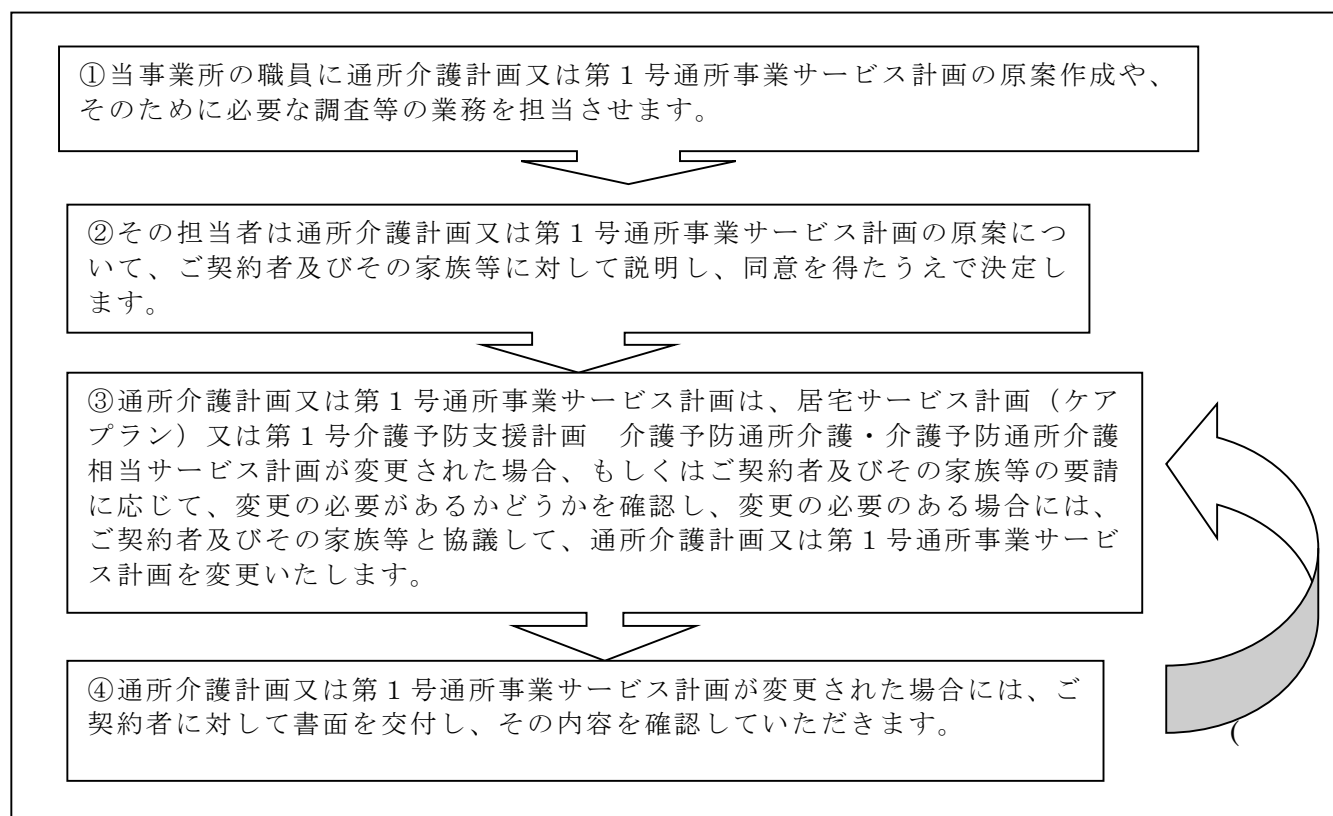 ①当事業所の職員に通所介護計画又は第１号通所事業サービス計画の原案作成や、
そのために必要な調査等の業務を担当させます。
②その担当者は通所介護計画又は第１号通所事業サービス計画の原案につ
いて、ご契約者及びその家族等に対して説明し、同意を得たうえで決定し
ます。
③通所介護計画又は第１号通所事業サービス計画は、居宅サービス計画（ケア
プラン）又は第１号介護予防支援計画　介護予防通所介護・介護予防通所介護
相当サービス計画が変更された場合、もしくはご契約者及びその家族等の要請
に応じて、変更の必要があるかどうかを確認し、変更の必要のある場合には、
ご契約者及びその家族等と協議して、通所介護計画又は第１号通所事業サービ
ス計画を変更いたします。
④通所介護計画又は第１号通所事業サービス計画が変更された場合には、ご
契約者に対して書面を交付し、その内容を確認していただきます。
（